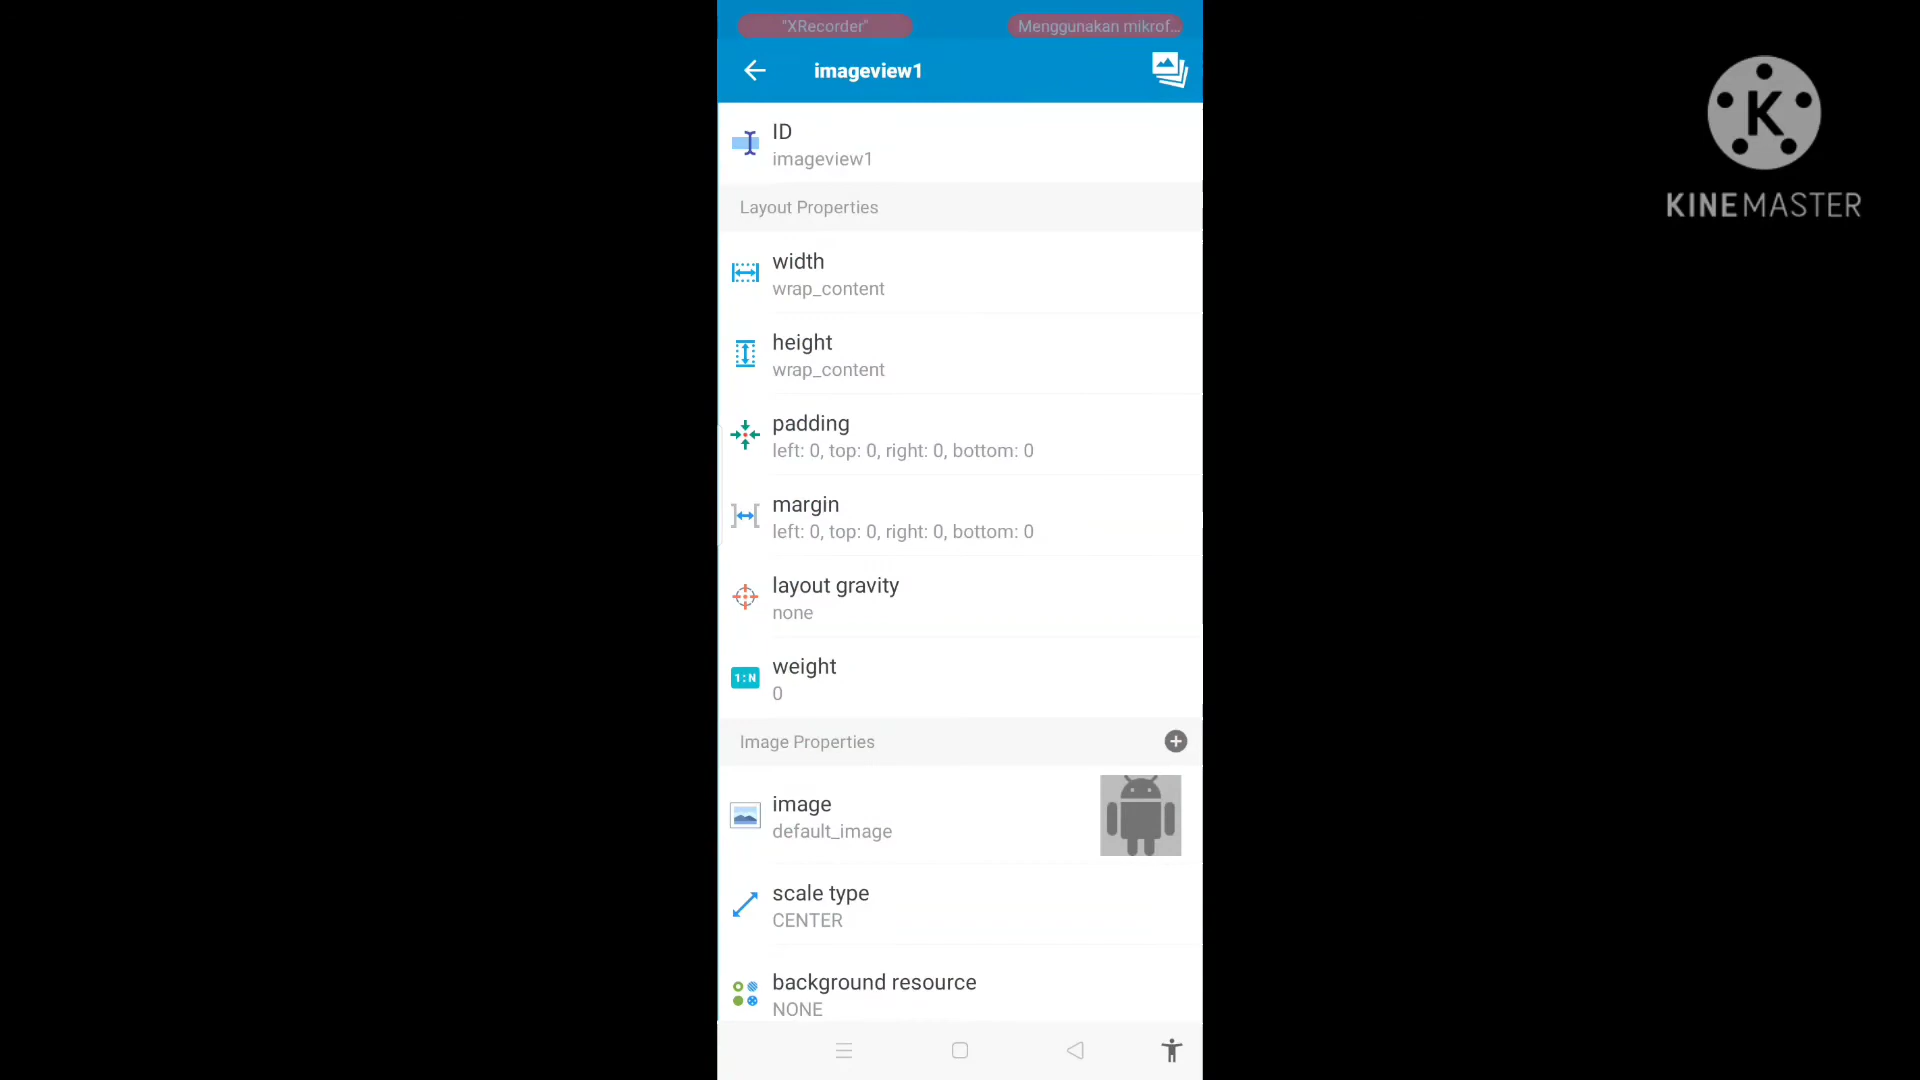 "XRecorder"
Menggunakan mikrof...
imageview1
ID
imageview1
Layout Properties
width
wrap_content
height
wrap_content
padding
left: 0, top: 0, right: 0, bottom: 0
margin
left: 0, top: 0, right: 0, bottom: 0
layout gravity
none
1:N
weight
0
Image Properties
image
default_image
scale type
CENTER
background resource
NONE
K
KINEMASTER